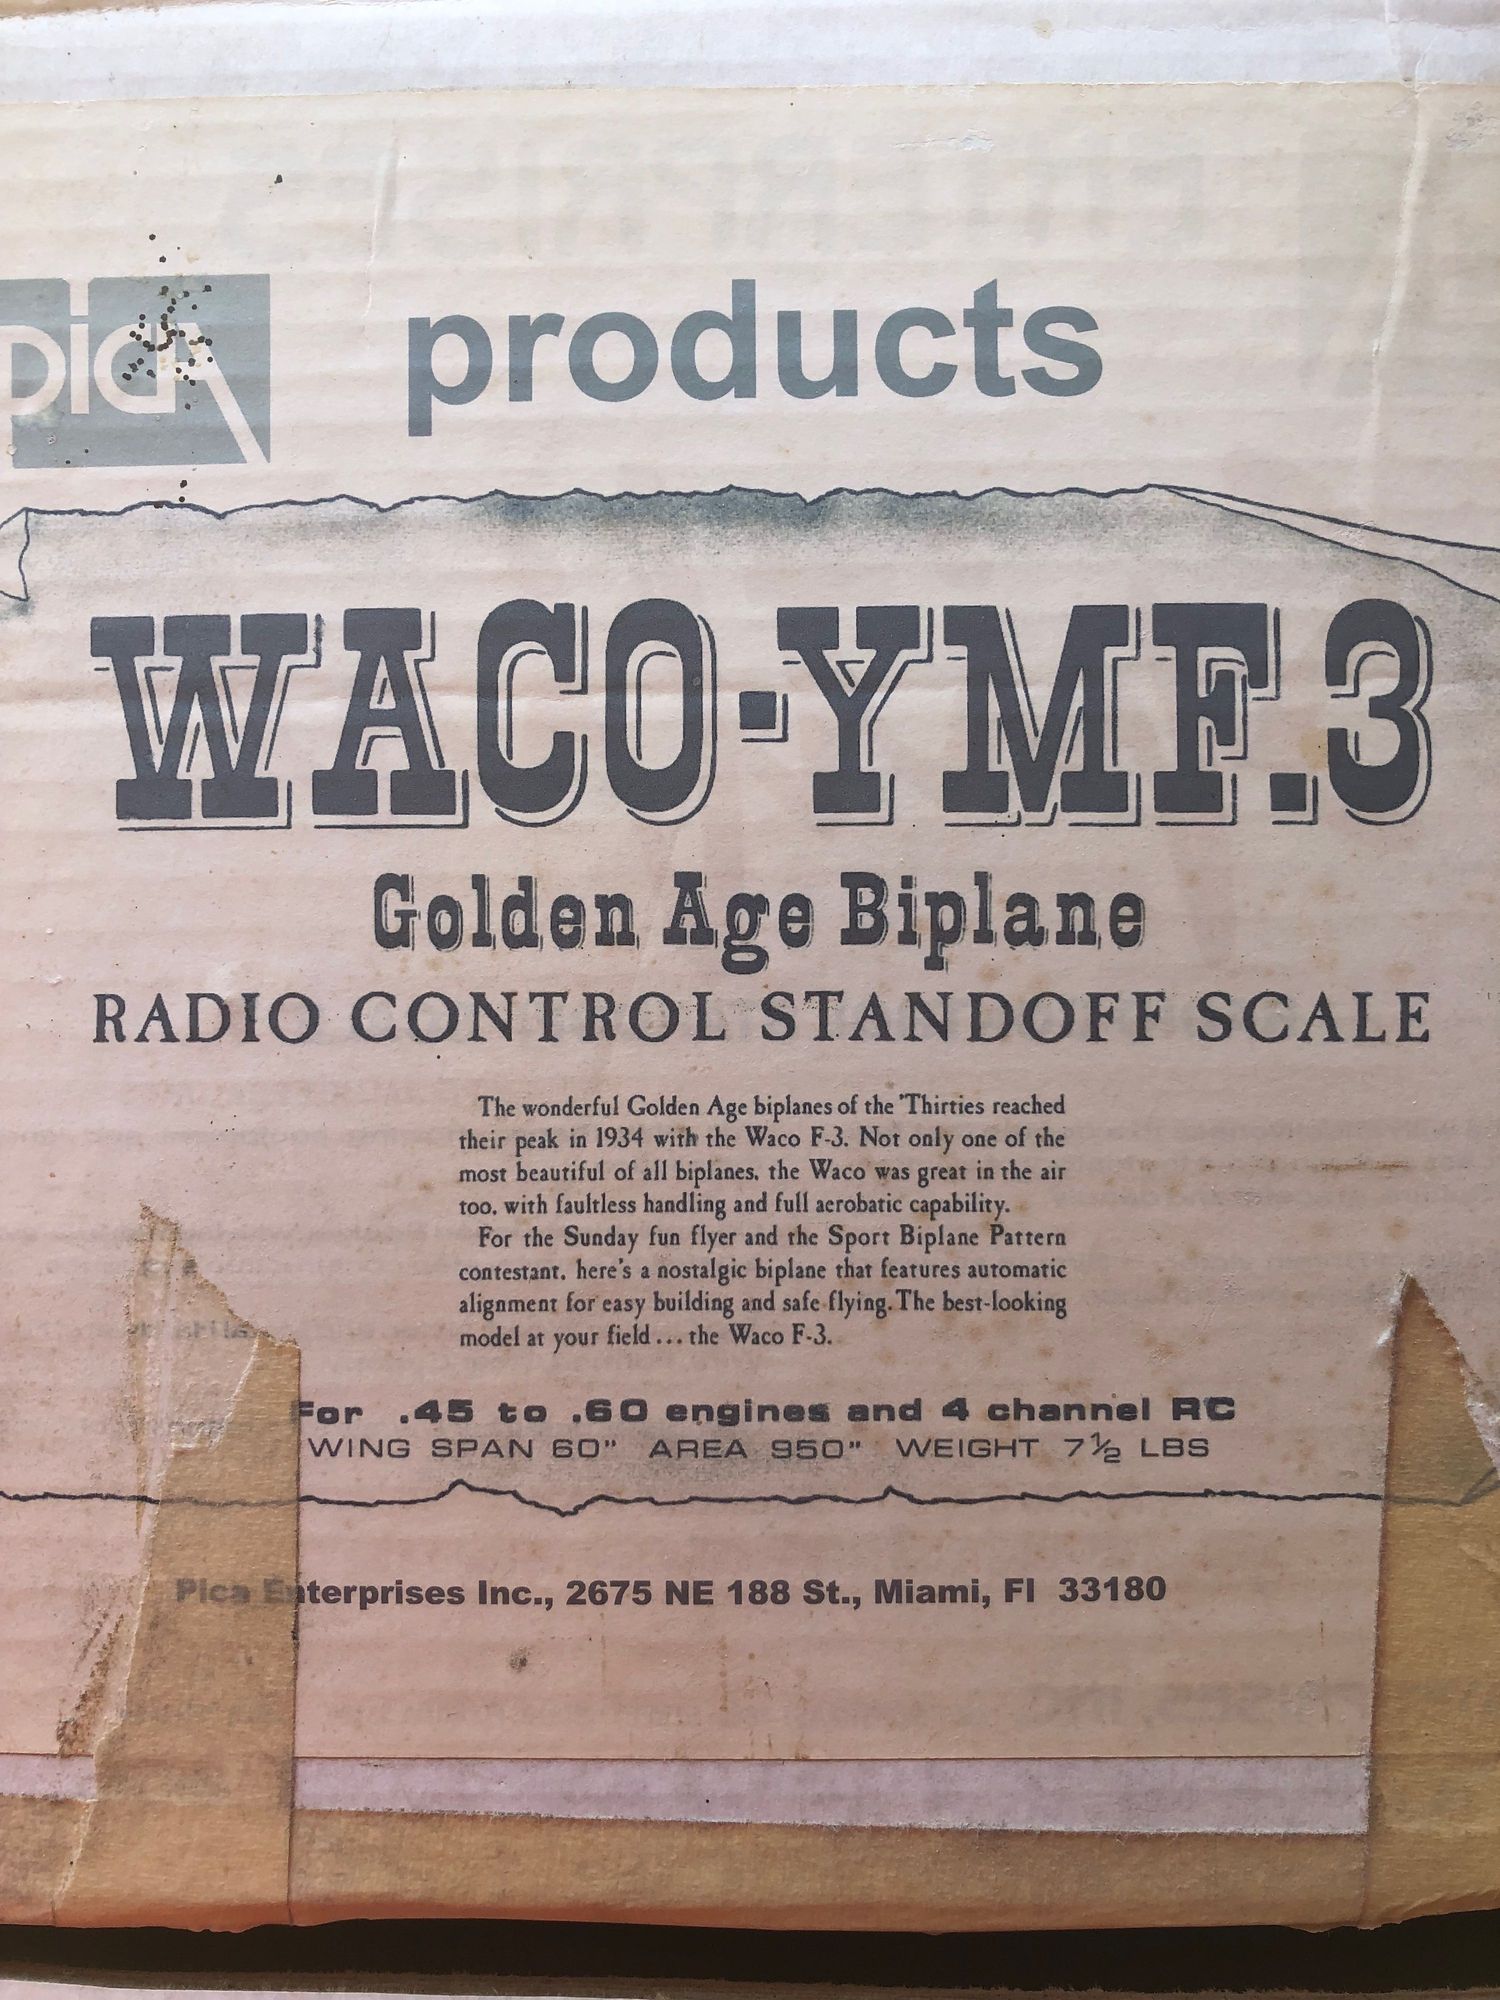 pica products
WACO·YMF.3
Golden Age Biplane
RADIO CONTROL STANDOFF SCALE
The wonderful Golden Age biplanes of the 'Thirties reached
their peak in 1934 with the Waco F-3. Not only one of the
most beautiful of all biplanes, the Waco was great in the air
too, with faultless handling and full aerobatic capability.
For the Sunday fun flyer and the Sport Biplane Pattern
contestant, here's a nostalgic biplane that features automatic
alignment for easy building and safe flying. The best-looking
model at your field ... the Waco F-3.
For .45 to .60 engines and 4 channel RC
WING SPAN 60" AREA 950" WEIGHT 7½ LBS
Pica Enterprises Inc., 2675 NE 188 St., Miami, Fl 33180